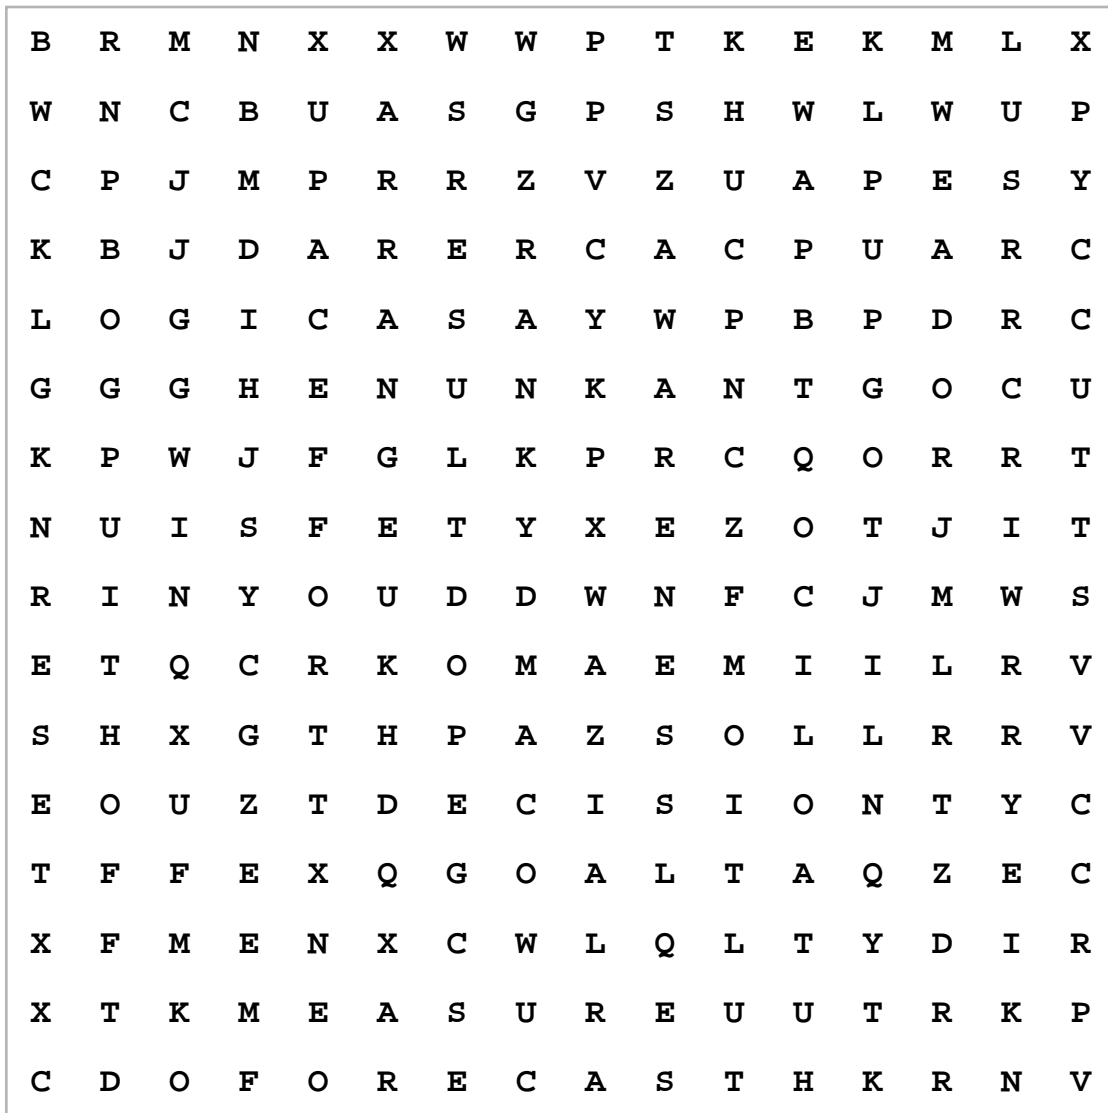 B R M N X X W W P T K E K M L X
W N C B U A S G P S H W L W U P
C P J M P R R Z V Z U A P E S Y
K B J D A R E R C A C P U A R C
L O G I C A S A Y W P B P D R C
G G G H E N U N K A N T G O C U
K P W J F G L K P R C Q O R R T
N U I S F E T Y X E Z O T J I T
R I N Y O U D D W N F C J M W S
E T Q C R K O M A E M I I L R V
S H X G T H P A Z S O L L R R V
E O U Z T D E C I S I O N T Y C
T F F E X Q G O A L T A Q Z E C
X F M E N X C W L Q L T Y D I R
X T K M E A S U R E U U T R K P
C D O F O R E C A S T H K R N V